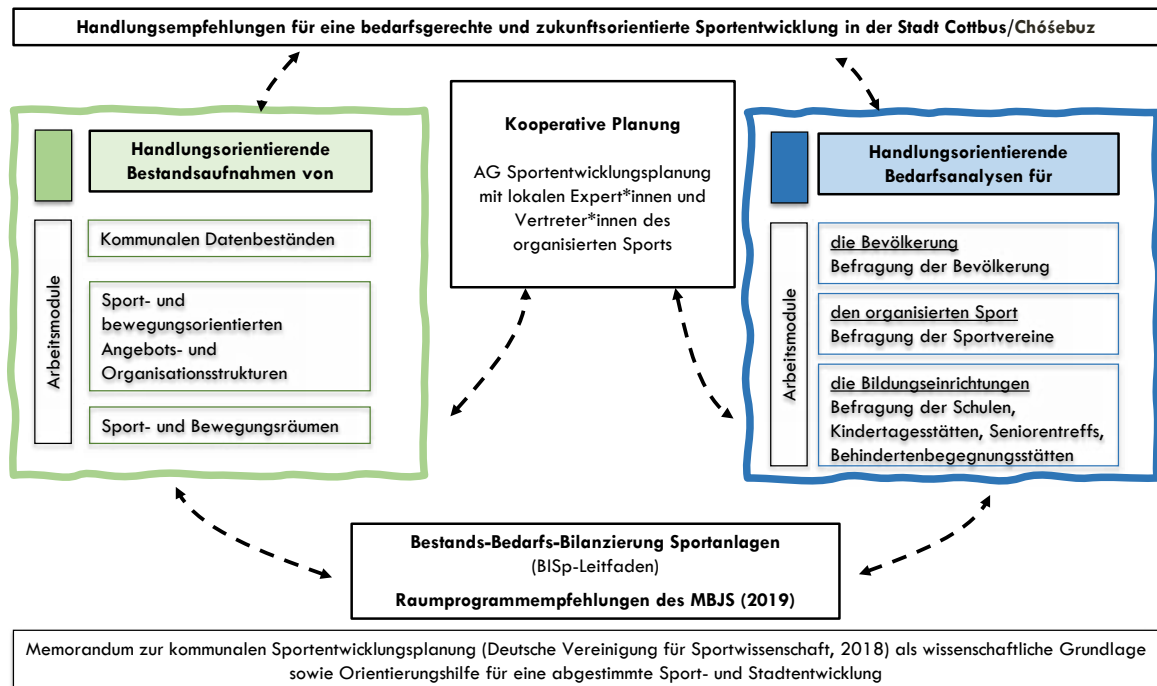 Handlungsempfehlungen für eine bedarfsgerechte und zukunftsorientierte Sportentwicklung in der Stadt Cottbus/Chóśebuz
Handlungsorientierende
Bestandsaufnahmen von
Arbeitsmodule
Kommunalen Datenbeständen
Sport- und
bewegungsorientierten
Angebots- und
Organisationsstrukturen
Sport- und Bewegungsräumen
Kooperative Planung
AG Sportentwicklungsplanung
mit lokalen Expert*innen und
Vertreter*innen des
organisierten Sports
Handlungsorientierende
Bedarfsanalysen für
Arbeitsmodule
die Bevölkerung
Befragung der Bevölkerung
den organisierten Sport
Befragung der Sportvereine
die Bildungseinrichtungen
Befragung der Schulen,
Kindertagesstätten, Seniorentreffs,
Behindertenbegegnungsstätten
Bestands-Bedarfs-Bilanzierung Sportanlagen
(BISp-Leitfaden)
Raumprogrammempfehlungen des MBJS (2019)
Memorandum zur kommunalen Sportentwicklungsplanung (Deutsche Vereinigung für Sportwissenschaft, 2018) als wissenschaftliche Grundlage
sowie Orientierungshilfe für eine abgestimmte Sport- und Stadtentwicklung